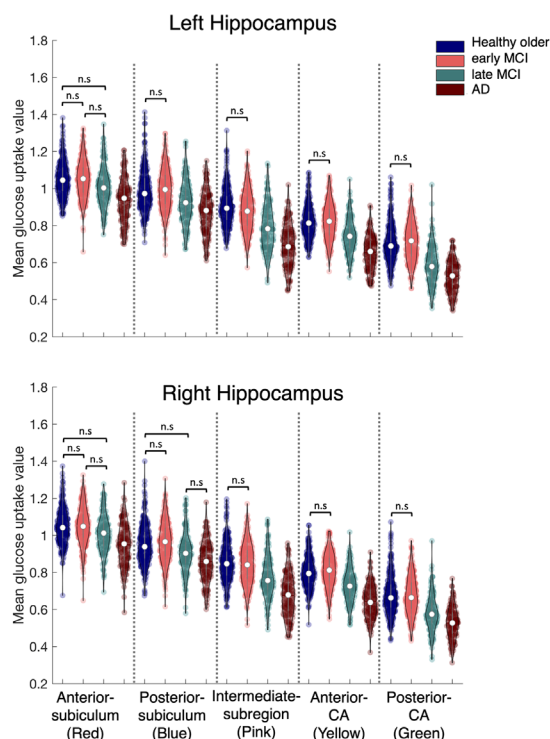 Left Hippocampus
Healthy older
early MCI
late MCI
AD
Mean glucose uptake value
1.8
1.6
1.4
1.2
1
0.8
0.6
0.4
0.2
n.s
n.s
n.s
n.s
n.s
n.s
n.s
Right Hippocampus
Mean glucose uptake value
1.8
1.6
1.4
1.2
1
0.8
0.6
0.4
0.2
n.s
n.s
n.s
n.s
n.s
n.s
n.s
n.s
n.s
Anterior-
subiculum
(Red)
Posterior-
subiculum
(Blue)
Intermediate-
subregion
(Pink)
Anterior-
CA
(Yellow)
Posterior-
CA
(Green)